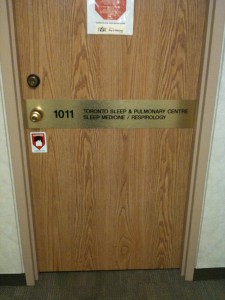 1011
TORONTO SLEEP & PULMONARY CENTRE
SLEEP MEDICINE / RESPIROLOGY